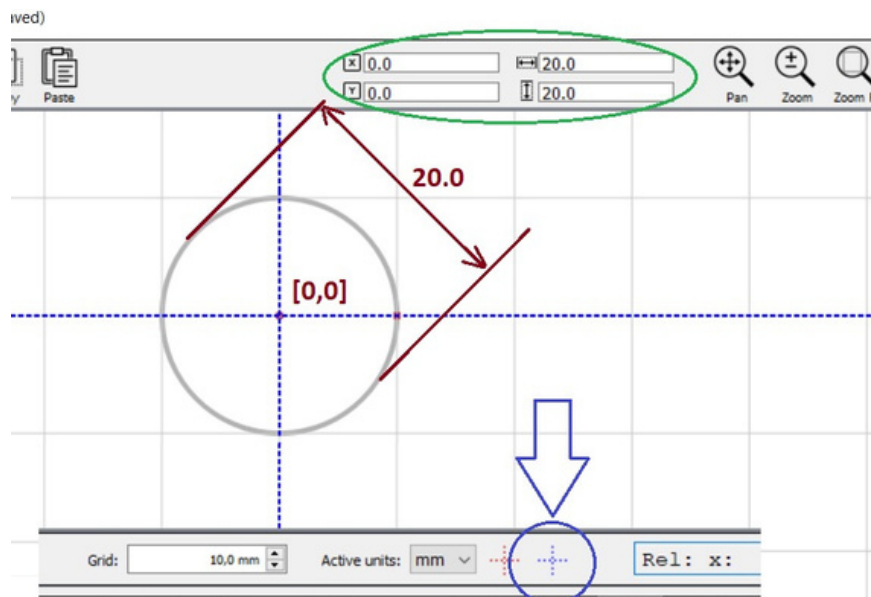 aved)
X 0.0 20.0
Y 0.0 20.0
y Paste Pan Zoom Zoom
20.0
[0,0]
Grid: 10,0 mm Active units: mm Rel: x: